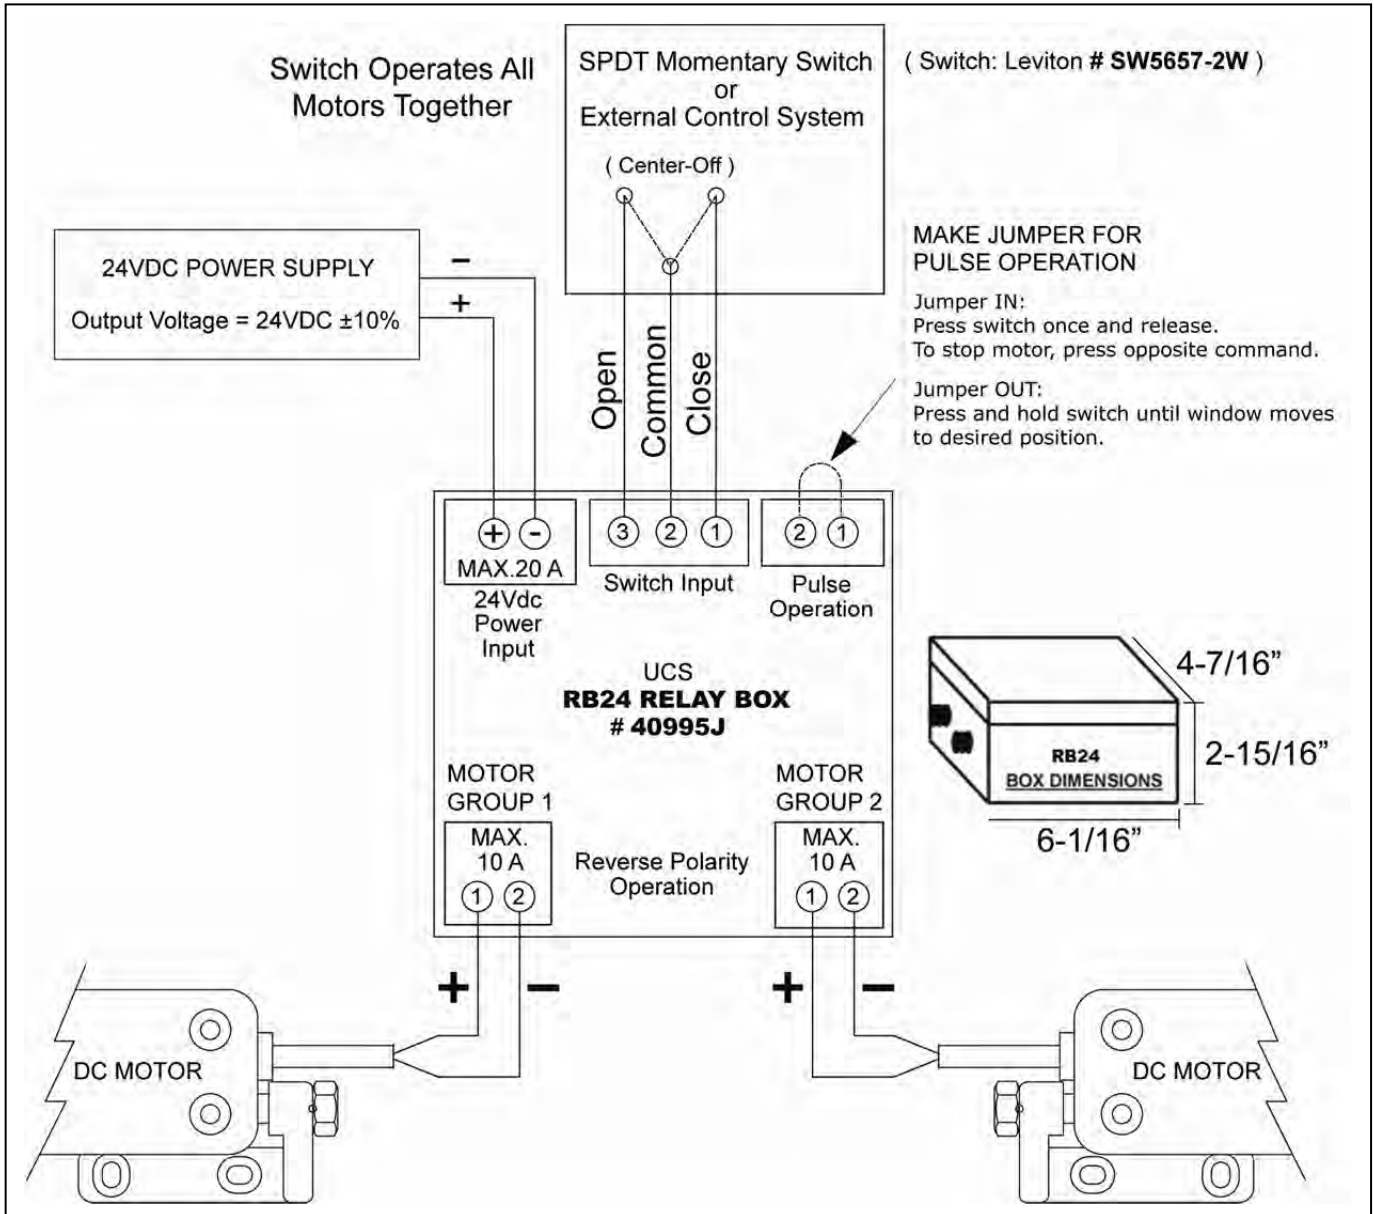 Switch Operates All
Motors Together
SPDT Momentary Switch
or
External Control System
( Center-Off )
( Switch: Leviton # SW5657-2W )
24VDC POWER SUPPLY
Output Voltage = 24VDC ±10%
−
+
Open
Common
Close
MAKE JUMPER FOR
PULSE OPERATION
Jumper IN:
Press switch once and release.
To stop motor, press opposite command.
Jumper OUT:
Press and hold switch until window moves
to desired position.
+ -
MAX.20 A
24Vdc
Power
Input
3 2 1
Switch Input
2 1
Pulse
Operation
UCS
RB24 RELAY BOX
# 40995J
4-7/16”
2-15/16”
RB24
BOX DIMENSIONS
6-1/16”
MOTOR
GROUP 1
MAX.
10 A
1 2
Reverse Polarity
Operation
MOTOR
GROUP 2
MAX.
10 A
1 2
+ −
+ −
DC MOTOR
DC MOTOR